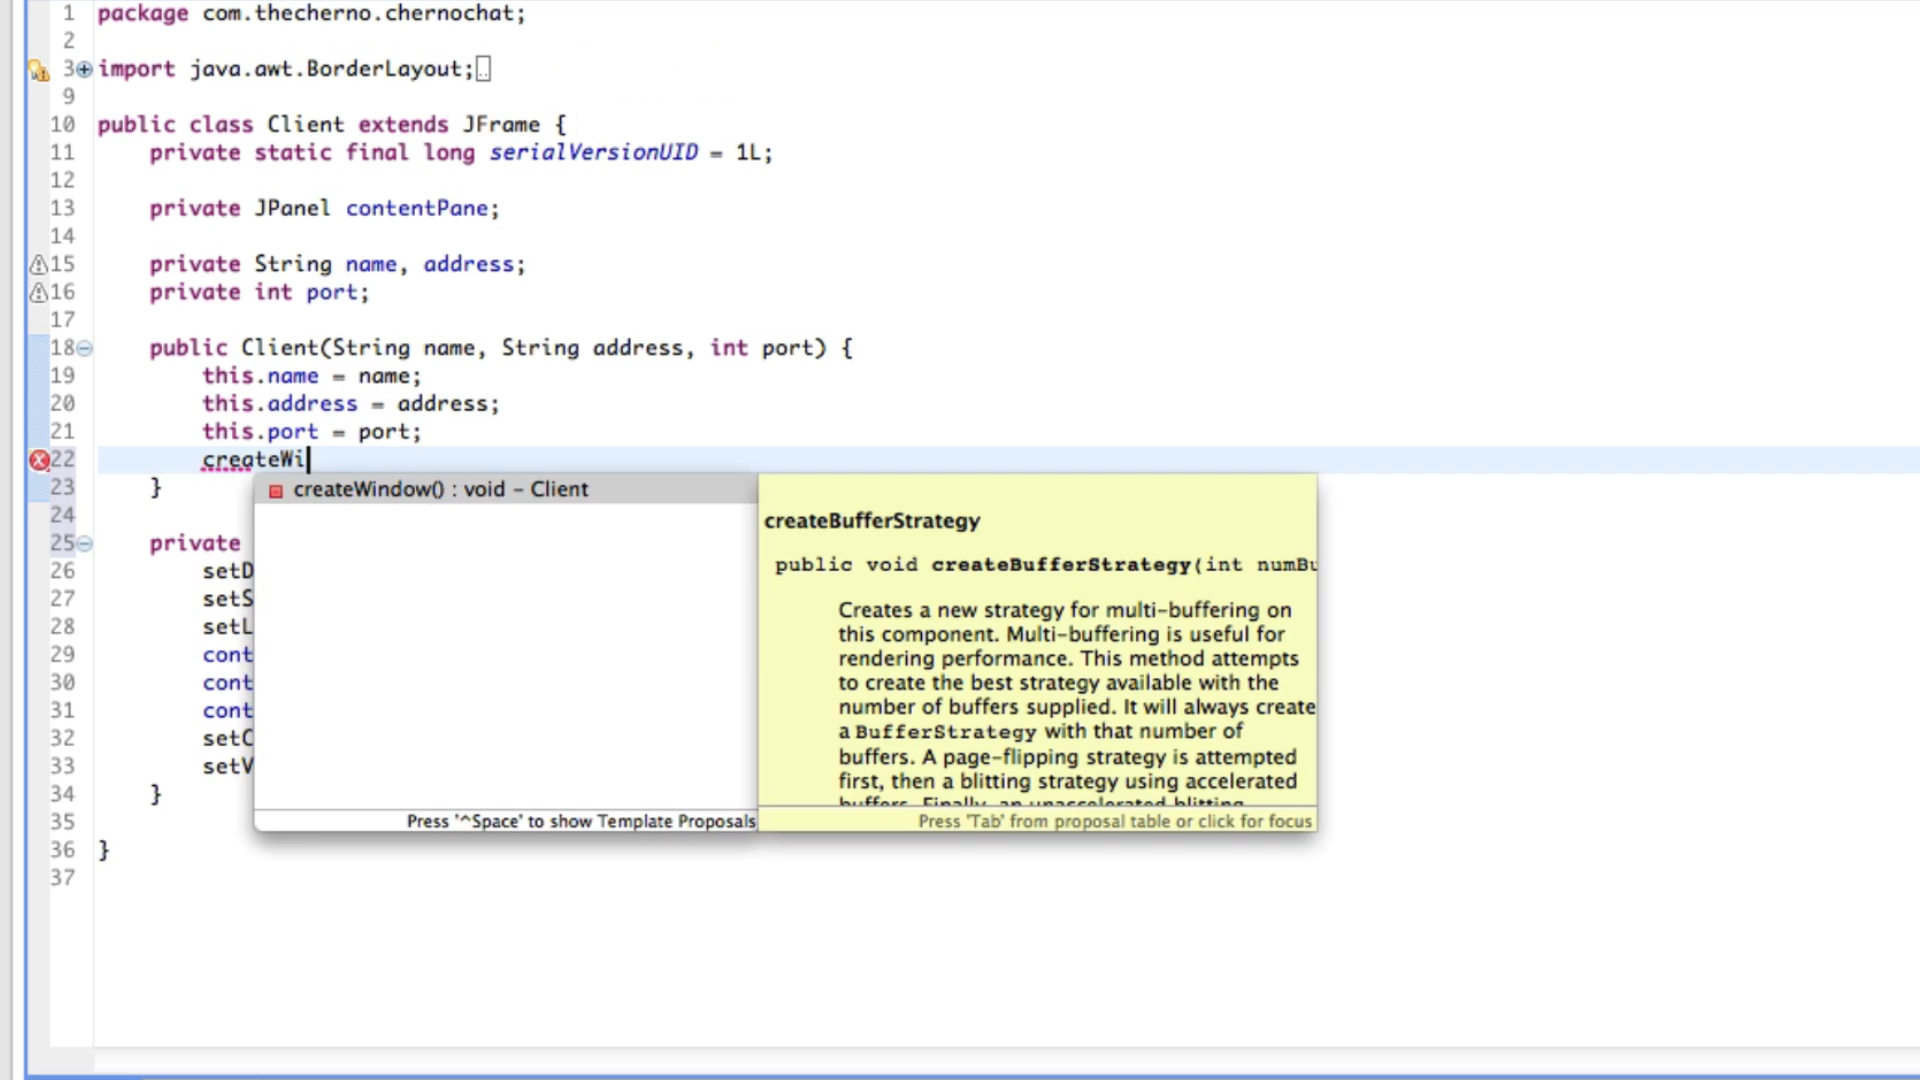 1 package com.thecherno.chernochat;
2
3 import java.awt.BorderLayout;
9
10 public class Client extends JFrame {
11 private static final long serialVersionUID = 1L;
12
13 private JPanel contentPane;
14
15 private String name, address;
16 private int port;
17
18 public Client(String name, String address, int port) {
19 this.name = name;
20 this.address = address;
21 this.port = port;
22 createWi
23 }
24
25 private
26 setD
27 setS
28 setL
29 cont
30 cont
31 cont
32 setC
33 setV
34 }
35
36 }
37
createWindow() : void - Client
Press '^Space' to show Template Proposals
createBufferStrategy
public void createBufferStrategy(int numBu
Creates a new strategy for multi-buffering on
this component. Multi-buffering is useful for
rendering performance. This method attempts
to create the best strategy available with the
number of buffers supplied. It will always create
a BufferStrategy with that number of
buffers. A page-flipping strategy is attempted
first, then a blitting strategy using accelerated
buffers. Finally, an unaccelerated blitting
Press 'Tab' from proposal table or click for focus